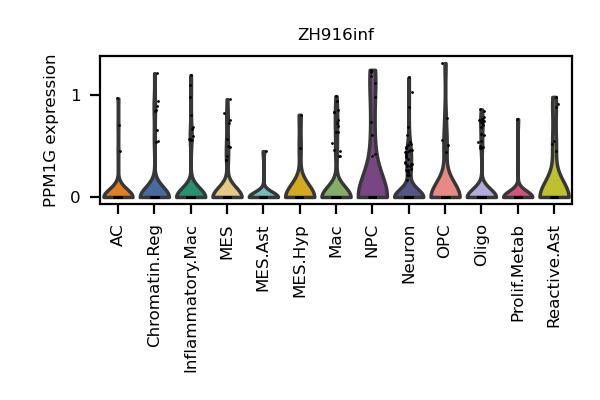 ZH916inf
PPM1G expression
1
0
AC
Chromatin.Reg
Inflammatory.Mac
MES
MES.Ast
MES.Hyp
Mac
NPC
Neuron
OPC
Oligo
Prolif.Metab
Reactive.Ast